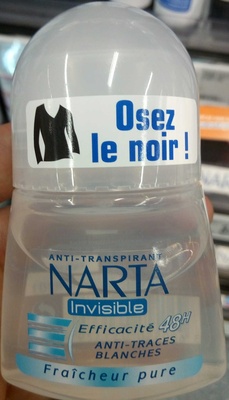 Osez
le noir !
ANTI-TRANSPIRANT
NARTA
Invisible
Efficacité 48H
ANTI-TRACES
BLANCHES
Fraîcheur pure